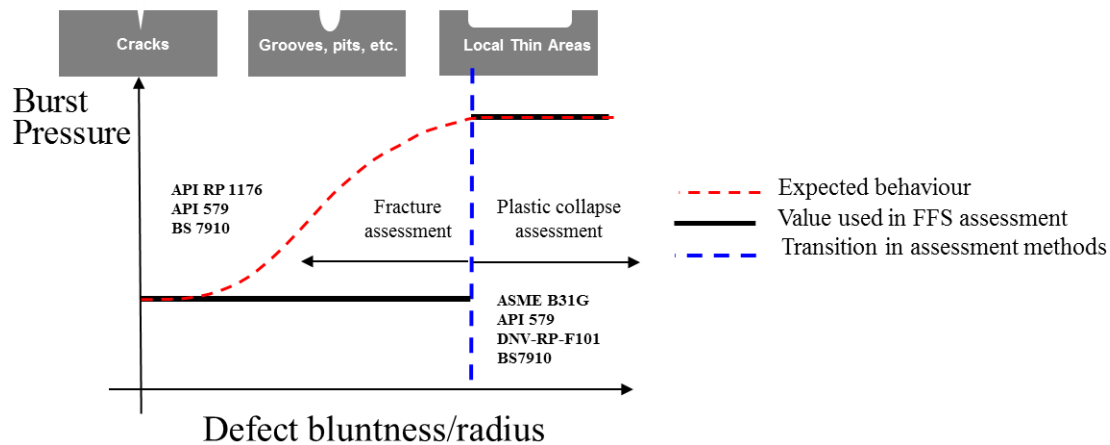 Cracks
Grooves, pits, etc.
Local Thin Areas
Burst
Pressure
API RP 1176
API 579
BS 7910
Fracture
assessment
Plastic collapse
assessment
ASME B31G
API 579
DNV-RP-F101
BS7910
Expected behaviour
Value used in FFS assessment
Transition in assessment methods
Defect bluntness/radius